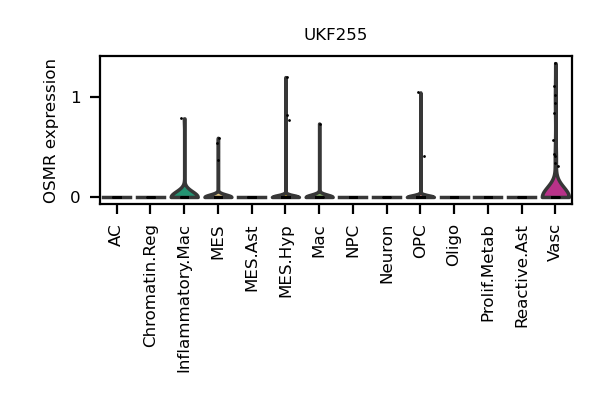 UKF255
OSMR expression
1
0
AC
Chromatin.Reg
Inflammatory.Mac
MES
MES.Ast
MES.Hyp
Mac
NPC
Neuron
OPC
Oligo
Prolif.Metab
Reactive.Ast
Vasc